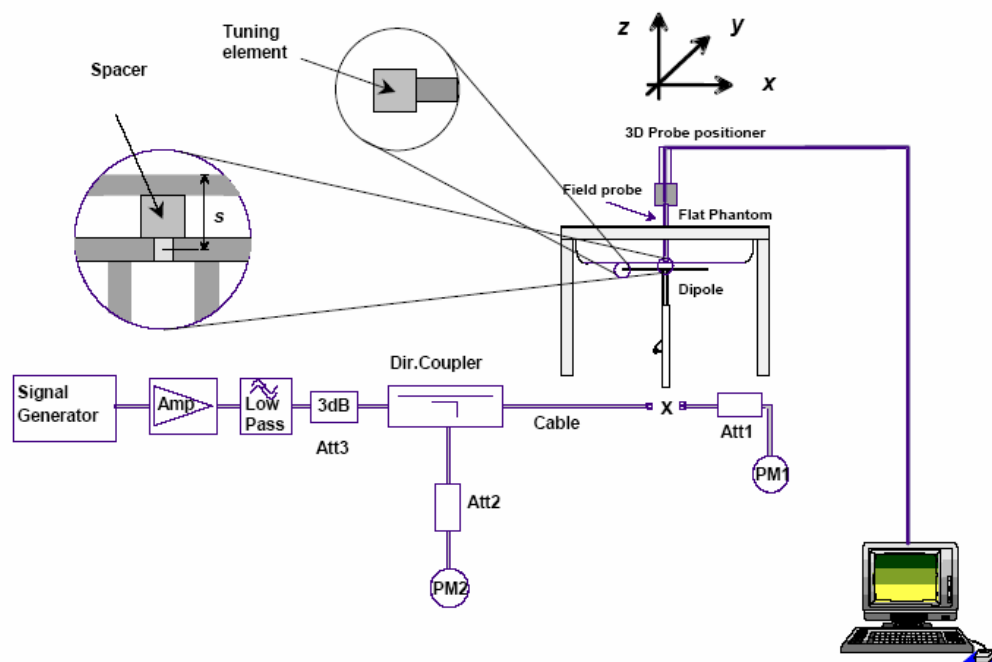 Tuning
element
Spacer
s
z
y
x
3D Probe positioner
Field probe
Flat Phantom
Dipole
Dir.Coupler
Signal
Generator
Amp
Low
Pass
3dB
Att3
Cable
X
Att1
PM1
Att2
PM2